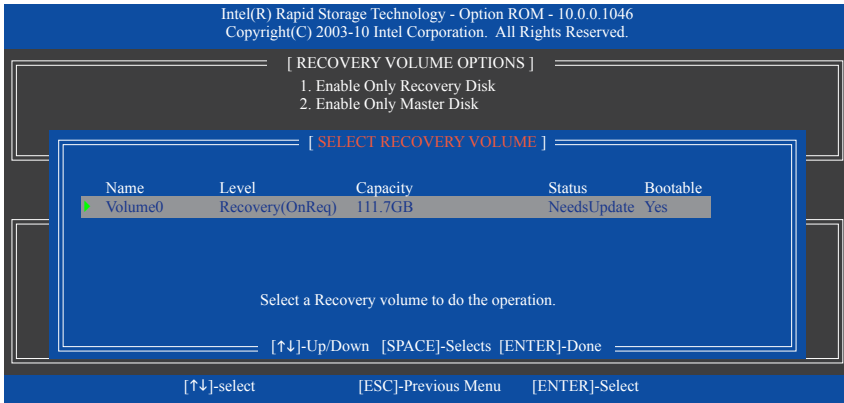 Intel(R) Rapid Storage Technology - Option ROM - 10.0.0.1046
Copyright(C) 2003-10 Intel Corporation. All Rights Reserved.
[ RECOVERY VOLUME OPTIONS ]
1. Enable Only Recovery Disk
2. Enable Only Master Disk
[ SELECT RECOVERY VOLUME ]
Name Level Capacity Status Bootable
Volume0 Recovery(OnReq) 111.7GB NeedsUpdate Yes
Select a Recovery volume to do the operation.
[↑↓]-Up/Down [SPACE]-Selects [ENTER]-Done
[↑↓]-select [ESC]-Previous Menu [ENTER]-Select